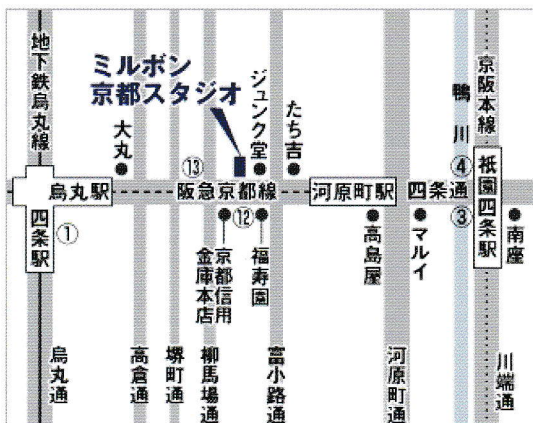 地下鉄烏丸線
ミルボン
京都スタジオ
大丸
⑬
ジュンク堂
たち吉
鴨川
京阪本線
④
烏丸駅
阪急京都線
河原町駅
四条通
祇園四条駅
四条駅
①
⑫
③
京都信用
金庫本店
福寿園
高島屋
マルイ
南座
烏丸通
高倉通
堺町通
柳馬場通
富小路通
河原町通
川端通